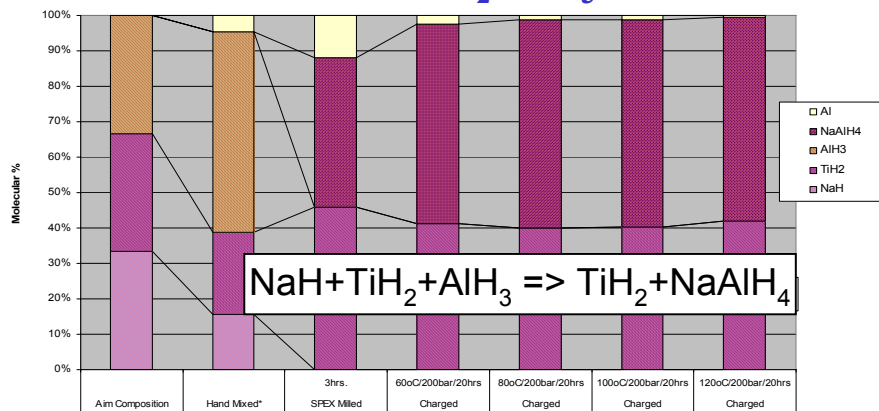 100%
90%
80%
70%
60%
50%
40%
30%
20%
10%
0%
Molecular %
Al
NaAlH4
AlH3
TiH2
NaH
NaH+TiH₂+AlH₃ => TiH₂+NaAlH₄
Aim Composition
Hand Mixed*
3hrs.
SPEX Milled
60oC/200bar/20hrs
Charged
80oC/200bar/20hrs
Charged
100oC/200bar/20hrs
Charged
120oC/200bar/20hrs
Charged